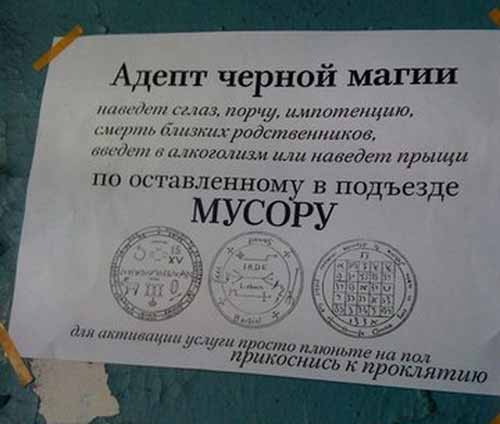 Адепт черной магии
наведет сглаз, порчу, импотенцию,
смерть близких родственников,
введет в алкоголизм или наведет прыщи
по оставленному в подъезде
МУСОРУ
для активации услуги просто плюньте на пол
прикоснись к проклятию